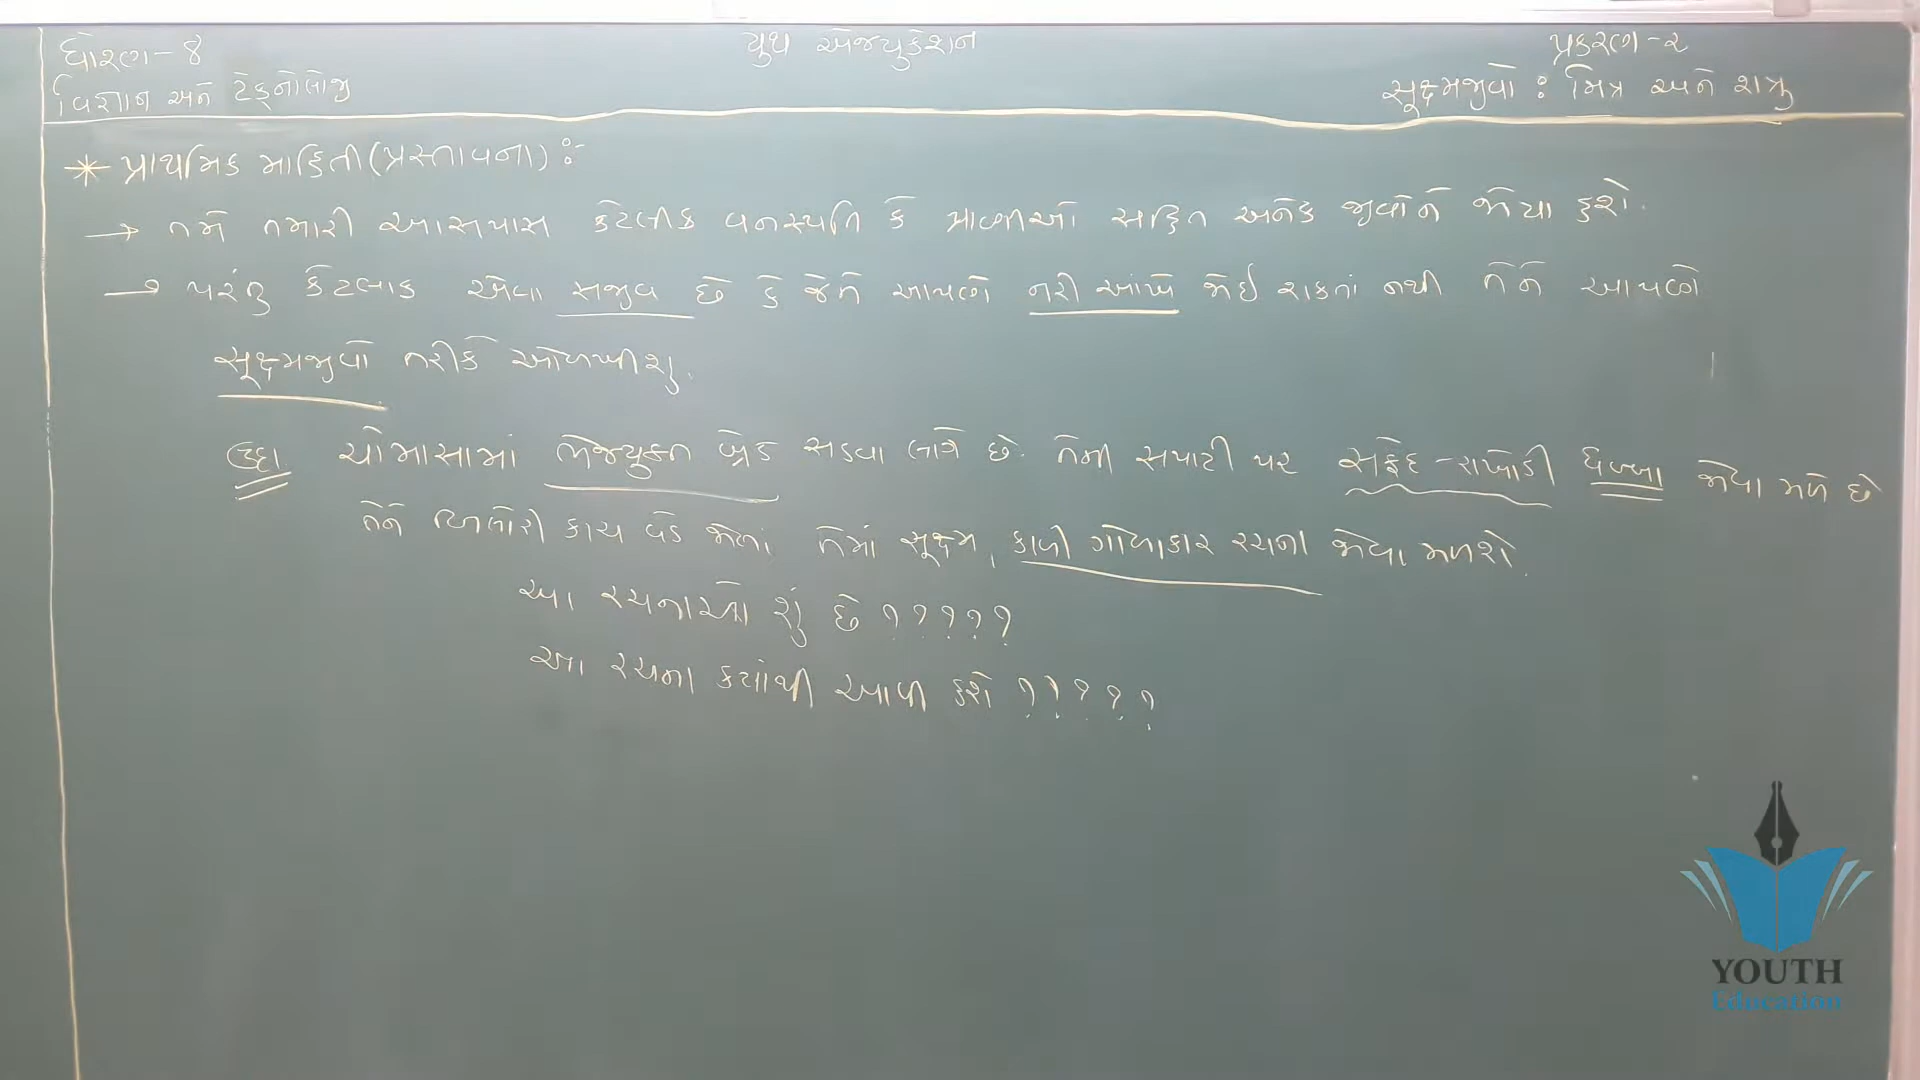 ધોરણ-8
યુથ એજ્યુકેશન
પ્રકરણ-ર
વિજ્ઞાન અને ટેક્નોલોજી
સૂક્ષ્મજીવો : મિત્ર અને શત્રુ
* પ્રાથમિક માહિતી(પ્રસ્તાવના) :-
→ તમે તમારી આસપાસ કેટલીક વનસ્પતિ કે પ્રાણીઓ સહિત અનેક જીવોને જોયા હશે.
→ પરંતુ કેટલાક એવા સજીવ છે કે જેને આપણે નરી આંખે જોઈ શકતાં નથી તેને આપણે
સૂક્ષ્મજીવો તરીકે ઓળખીશુ.
ઉદા ચોમાસામાં ભેજયુક્ત બ્રેડ સડવા લાગે છે. તેની સપાટી પર સફેદ-રાખોડી ધબ્બા જોવા મળે છે
તેને બિલોરી કાચ વડે જોતાં તેમાં સૂક્ષ્મ, કાળી ગોળાકાર રચના જોવા મળશે.
આ રચનાઓ શું છે ?????
આ રચના ક્યાંથી આવી હશે ?????
YOUTH
Education